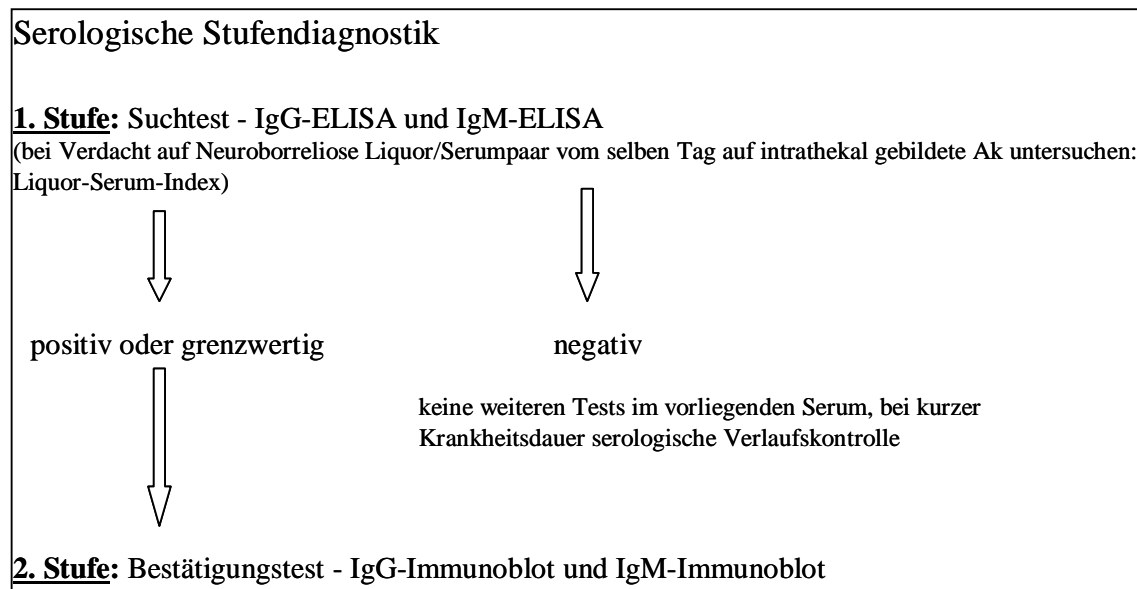 Serologische Stufendiagnostik
1. Stufe: Suchtest - IgG-ELISA und IgM-ELISA
(bei Verdacht auf Neuroborreliose Liquor/Serumpaar vom selben Tag auf intrathekal gebildete Ak untersuchen:
Liquor-Serum-Index)
positiv oder grenzwertig
negativ
keine weiteren Tests im vorliegenden Serum, bei kurzer
Krankheitsdauer serologische Verlaufskontrolle
2. Stufe: Bestätigungstest - IgG-Immunoblot und IgM-Immunoblot